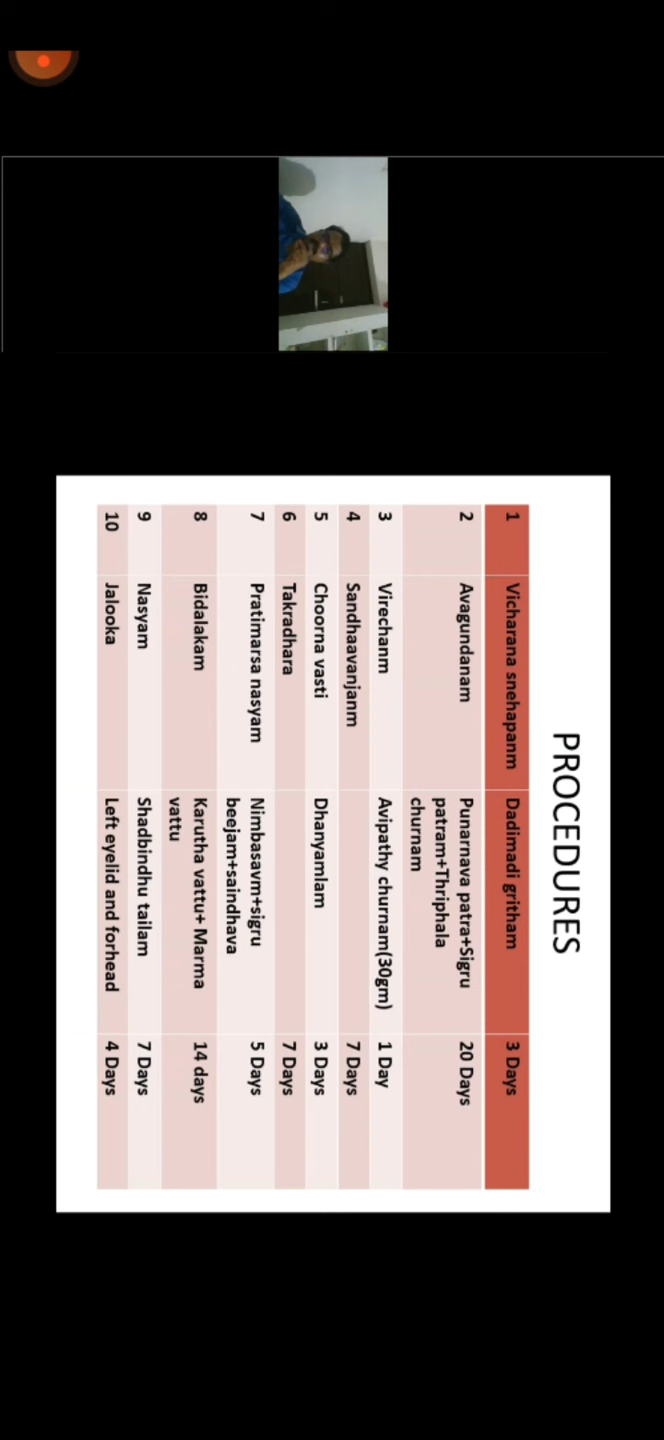 PROCEDURES
1 Vicharana snehapanm Dadimadi gritham 3 Days
2 Avagundanam Punarnava patra+Sigru 20 Days
patram+Thriphala
churnam
3 Virechanm Avipathy churnam(30gm) 1 Day
4 Sandhaavanjanm 7 Days
5 Choorna vasti Dhanyamlam 3 Days
6 Takradhara 7 Days
7 Pratimarsa nasyam Nimbasavm+sigru 5 Days
beejam+saindhava
8 Bidalakam Karutha vattu+ Marma 14 days
vattu
9 Nasyam Shadbindhu tailam 7 Days
10 Jalooka Left eyelid and forhead 4 Days